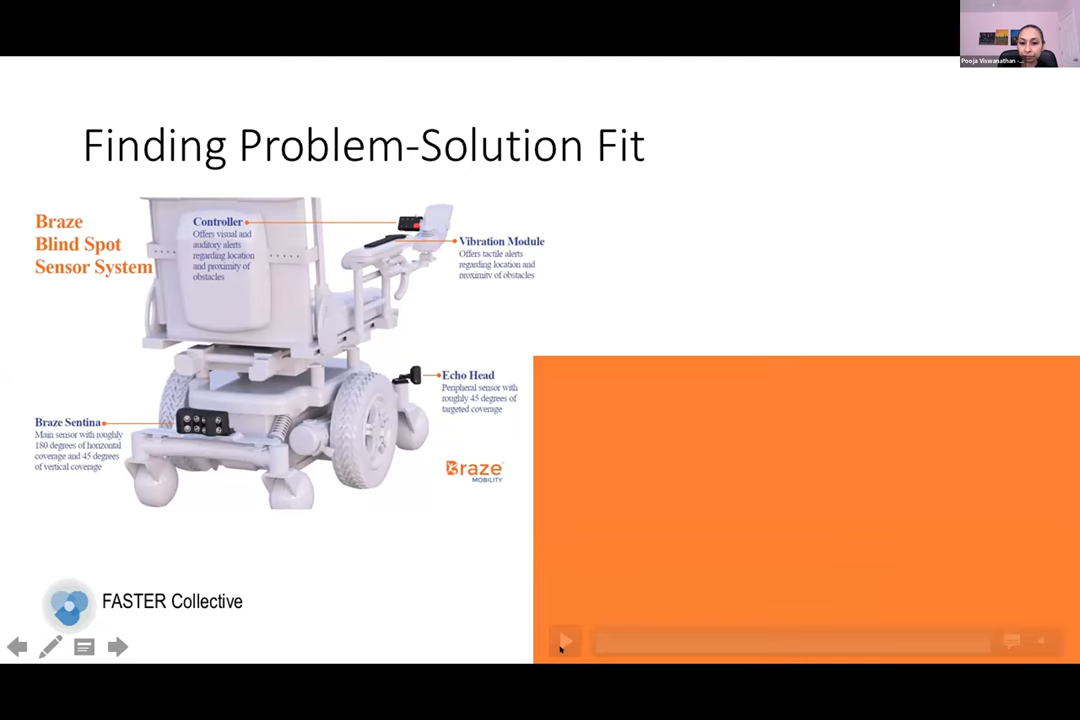 Pooja Viswanathan -...
Finding Problem-Solution Fit
Braze
Blind Spot
Sensor System
Controller
Offers visual and
auditory alerts
regarding location
and proximity of
obstacles
Vibration Module
Offers tactile alerts
regarding location and
proximity of obstacles
Echo Head
Peripheral sensor with
roughly 45 degrees of
targeted coverage
Braze Sentina
Main sensor with roughly
180 degrees of horizontal
coverage and 45 degrees
of vertical coverage
Braze
MOBILITY
FASTER Collective